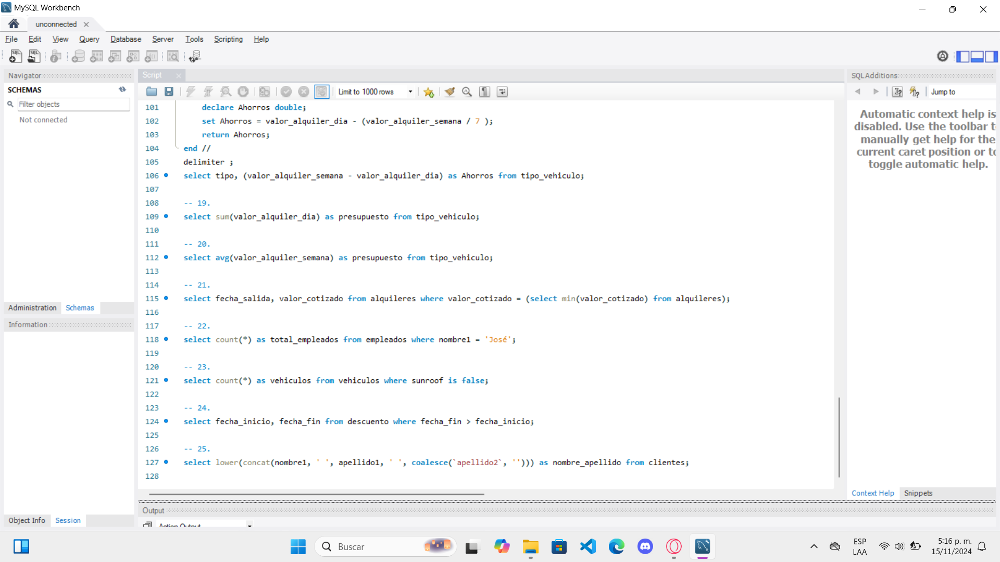 MySQL Workbench
unconnected
File Edit View Query Database Server Tools Scripting Help
Navigator
SCHEMAS
Filter objects
Not connected
Administration Schemas
Information
Object Info Session
Script
Limit to 1000 rows
101 declare Ahorros double;
102 set Ahorros = valor_alquiler_dia - (valor_alquiler_semana / 7 );
103 return Ahorros;
104 end //
105 delimiter ;
106 select tipo, (valor_alquiler_semana - valor_alquiler_dia) as Ahorros from tipo_vehiculo;
107
108 -- 19.
109 select sum(valor_alquiler_dia) as presupuesto from tipo_vehiculo;
110
111 -- 20.
112 select avg(valor_alquiler_semana) as presupuesto from tipo_vehiculo;
113
114 -- 21.
115 select fecha_salida, valor_cotizado from alquileres where valor_cotizado = (select min(valor_cotizado) from alquileres);
116
117 -- 22.
118 select count(*) as total_empleados from empleados where nombre1 = 'José';
119
120 -- 23.
121 select count(*) as vehiculos from vehiculos where sunroof is false;
122
123 -- 24.
124 select fecha_inicio, fecha_fin from descuento where fecha_fin > fecha_inicio;
125
126 -- 25.
127 select lower(concat(nombre1, ' ', apellido1, ' ', coalesce(`apellido2`, ''))) as nombre_apellido from clientes;
128
Output
Action Output
SQLAdditions
Jump to
Automatic context help is
disabled. Use the toolbar t
manually get help for the
current caret position or to
toggle automatic help.
Context Help Snippets
Buscar
ESP
LAA
5:16 p. m.
15/11/2024